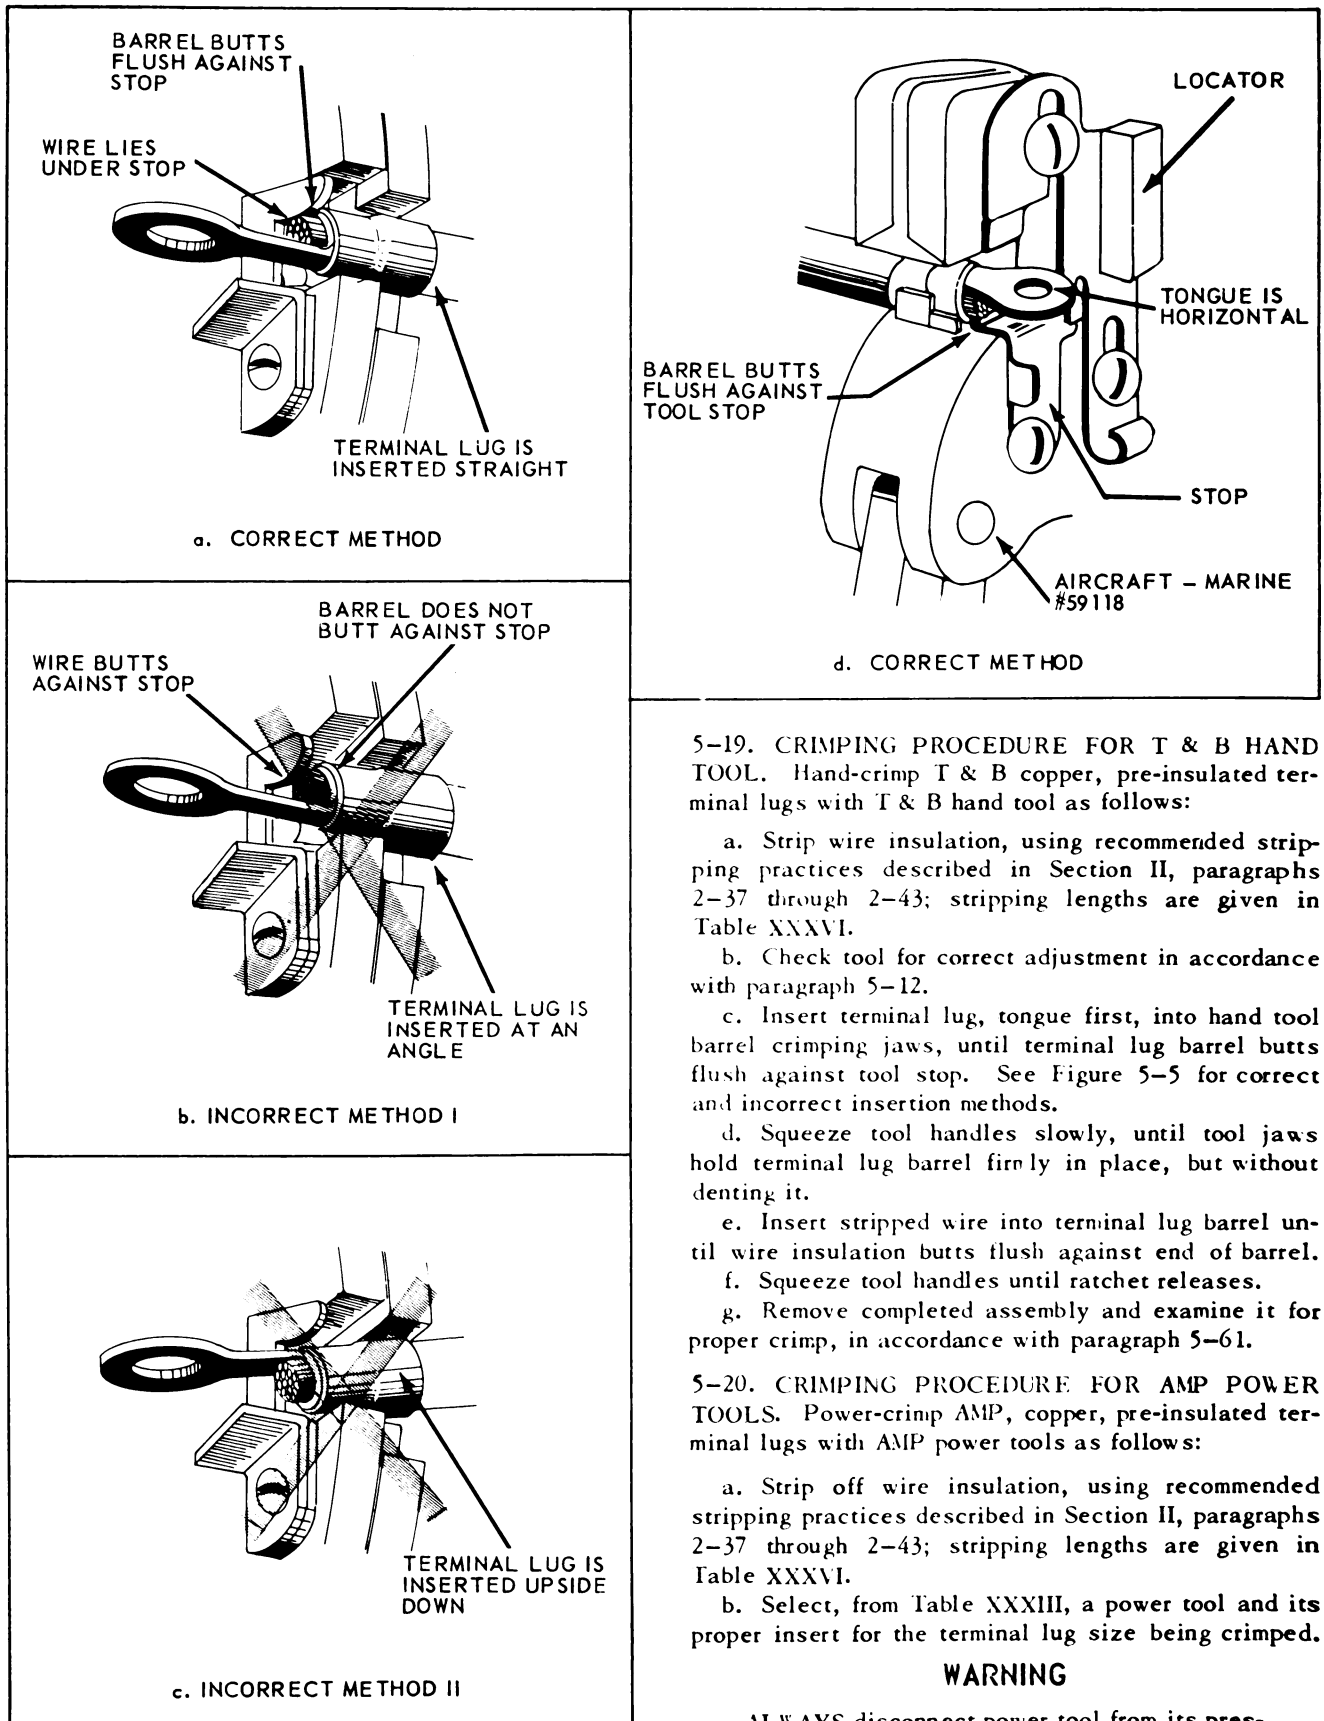 BARREL BUTTS
FLUSH AGAINST
STOP
WIRE LIES
UNDER STOP
TERMINAL LUG IS
INSERTED STRAIGHT
a. CORRECT METHOD
BARREL DOES NOT
BUTT AGAINST STOP
WIRE BUTTS
AGAINST STOP
TERMINAL LUG IS
INSERTED AT AN
ANGLE
b. INCORRECT METHOD I
TERMINAL LUG IS
INSERTED UPSIDE
DOWN
c. INCORRECT METHOD II
LOCATOR
TONGUE IS
HORIZONTAL
BARREL BUTTS
FLUSH AGAINST
TOOL STOP
STOP
AIRCRAFT – MARINE
#59118
d. CORRECT METHOD
5–19. CRIMPING PROCEDURE FOR T & B HAND
TOOL. Hand-crimp T & B copper, pre-insulated ter-
minal lugs with T & B hand tool as follows:
a. Strip wire insulation, using recommended strip-
ping practices described in Section II, paragraphs
2–37 through 2–43; stripping lengths are given in
Table XXXVI.
b. Check tool for correct adjustment in accordance
with paragraph 5–12.
c. Insert terminal lug, tongue first, into hand tool
barrel crimping jaws, until terminal lug barrel butts
flush against tool stop. See Figure 5–5 for correct
and incorrect insertion methods.
d. Squeeze tool handles slowly, until tool jaws
hold terminal lug barrel firmly in place, but without
denting it.
e. Insert stripped wire into terminal lug barrel un-
til wire insulation butts flush against end of barrel.
f. Squeeze tool handles until ratchet releases.
g. Remove completed assembly and examine it for
proper crimp, in accordance with paragraph 5–61.
5–20. CRIMPING PROCEDURE FOR AMP POWER
TOOLS. Power-crimp AMP, copper, pre-insulated ter-
minal lugs with AMP power tools as follows:
a. Strip off wire insulation, using recommended
stripping practices described in Section II, paragraphs
2–37 through 2–43; stripping lengths are given in
Table XXXVI.
b. Select, from Table XXXIII, a power tool and its
proper insert for the terminal lug size being crimped.
WARNING
ALWAYS disconnect power tool from its pres-